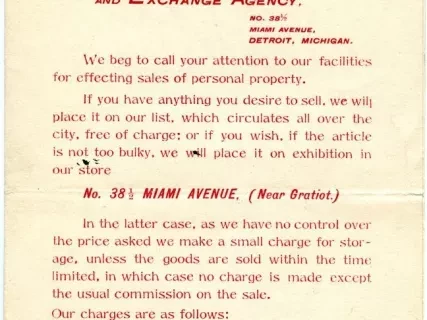 AND EXCHANGE AGENCY,
NO. 38½
MIAMI AVENUE,
DETROIT, MICHIGAN.
We beg to call your attention to our facilities
for effecting sales of personal property.
If you have anything you desire to sell, we will
place it on our list, which circulates all over the
city, free of charge; or if you wish, if the article
is not too bulky, we will place it on exhibition in
our store
No. 38½ MIAMI AVENUE, (Near Gratiot.)
In the latter case, as we have no control over
the price asked we make a small charge for stor-
age, unless the goods are sold within the time
limited, in which case no charge is made except
the usual commission on the sale.
Our charges are as follows: